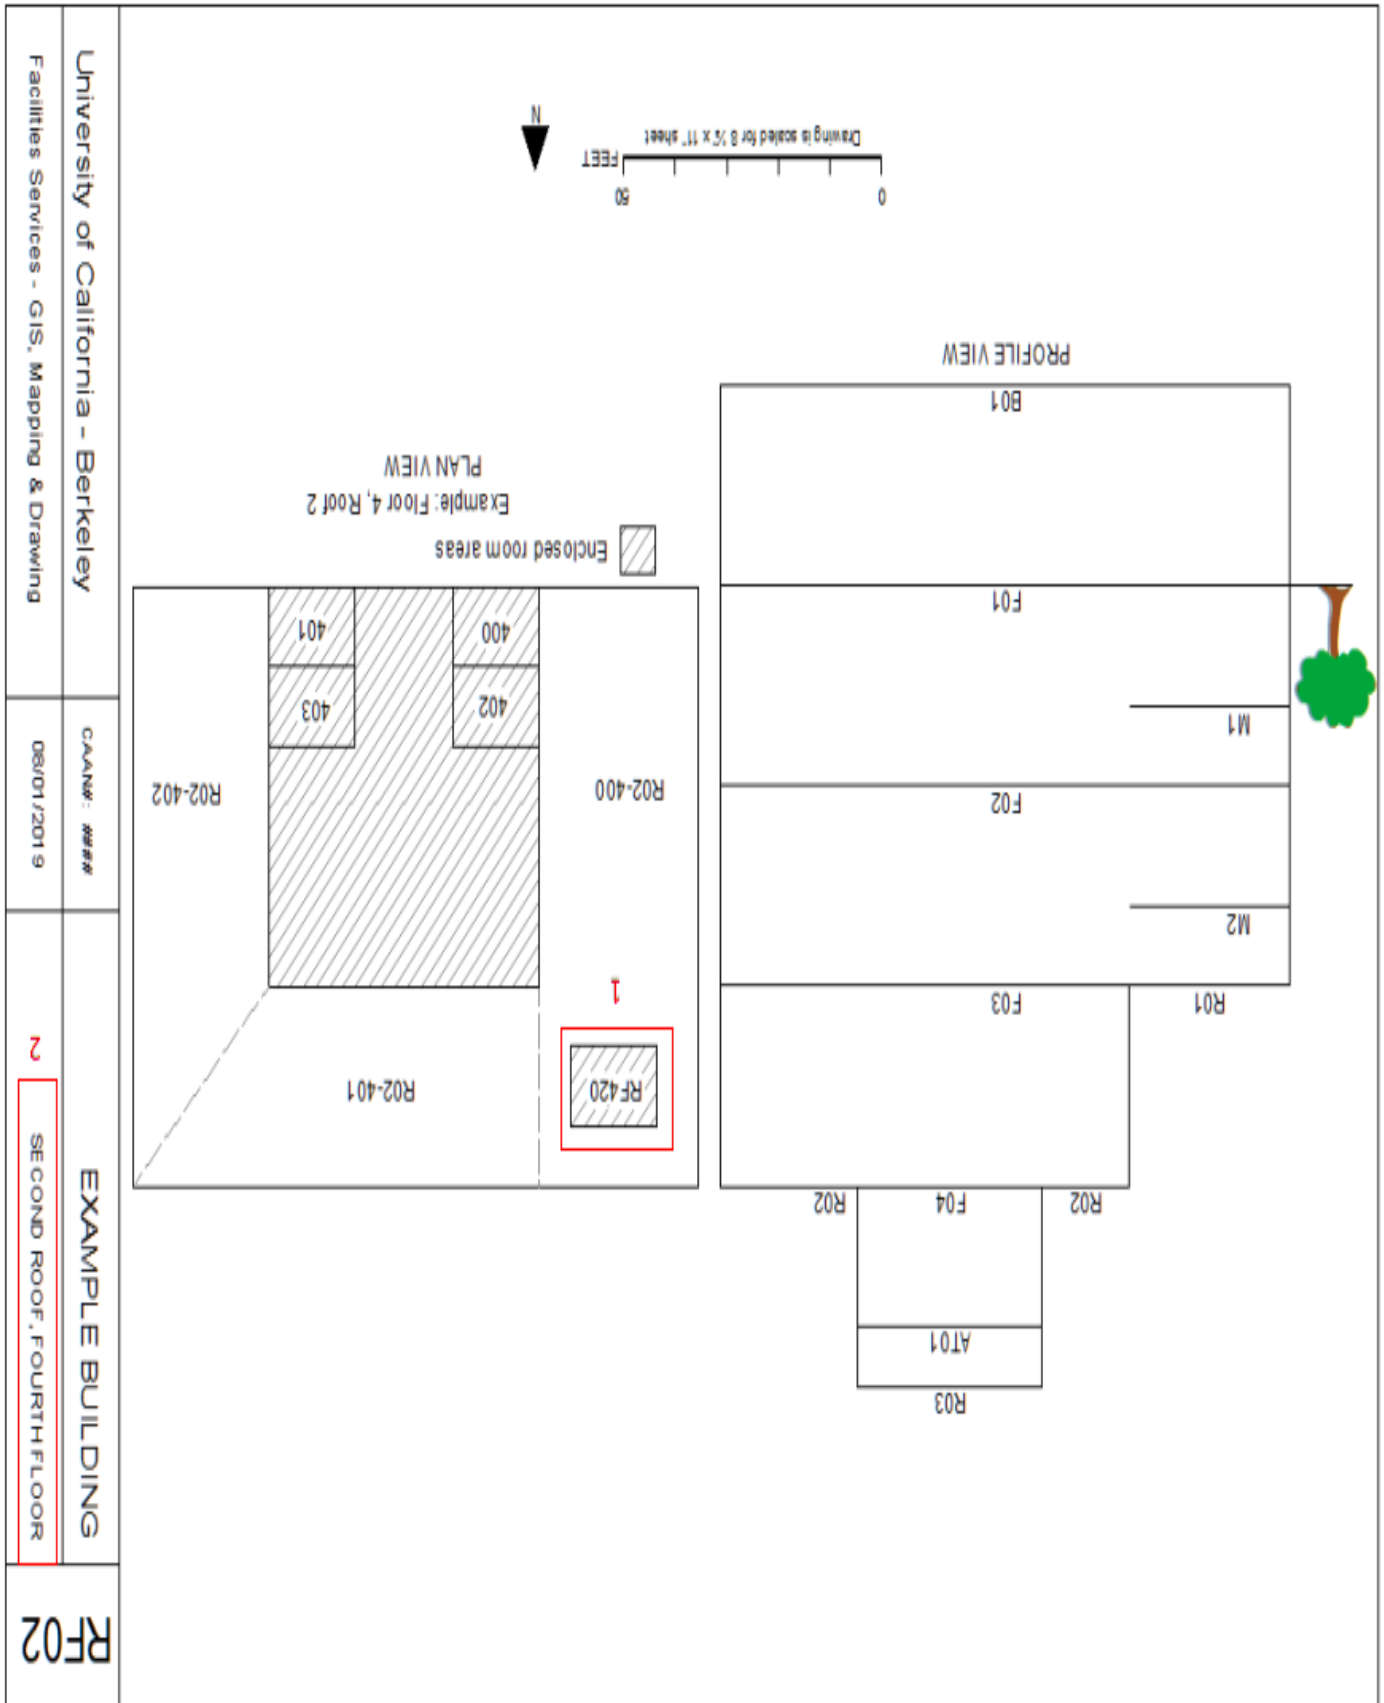 RF02
R03
AT01
R02
F04
R02
R01
F03
M2
F02
M1
F01
B01
PROFILE VIEW
RF420
1
R02-401
R02-400
R02-402
402
403
400
401
Enclosed room areas
Example: Floor 4, Roof 2
PLAN VIEW
0
50
FEET
Drawing is scaled for 8 ½" x 11" sheet
N
University of California - Berkeley
Facilities Services - GIS, Mapping & Drawing
CAAN#: ####
08/01/2019
EXAMPLE BUILDING
2
SECOND ROOF, FOURTH FLOOR